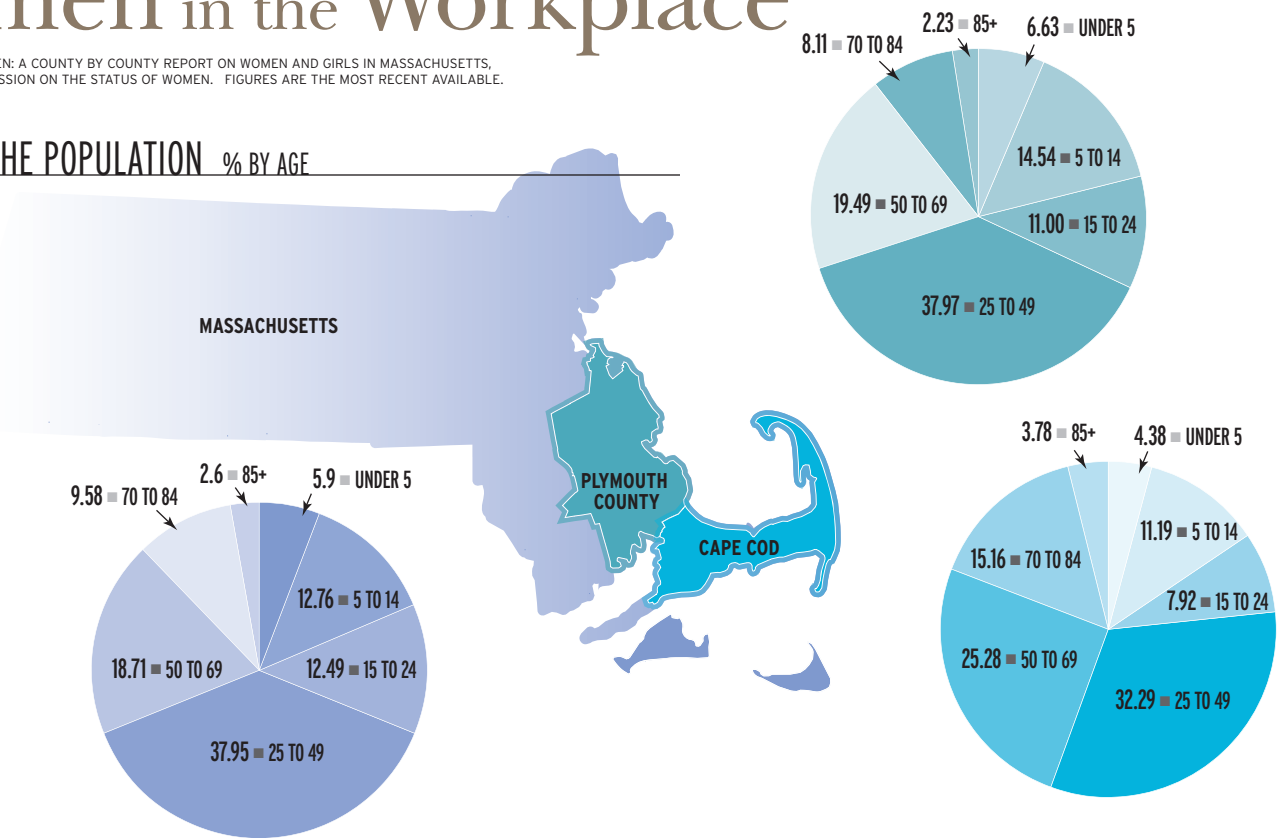 in the Workplace
A COUNTY BY COUNTY REPORT ON WOMEN AND GIRLS IN MASSACHUSETTS,
ON THE STATUS OF WOMEN. FIGURES ARE THE MOST RECENT AVAILABLE.
POPULATION % BY AGE
MASSACHUSETTS
PLYMOUTH
COUNTY
CAPE COD
2.6 85+
5.9 UNDER 5
9.58 70 TO 84
12.76 5 TO 14
18.71 50 TO 69
12.49 15 TO 24
37.95 25 TO 49
2.23 85+
6.63 UNDER 5
8.11 70 TO 84
14.54 5 TO 14
19.49 50 TO 69
11.00 15 TO 24
37.97 25 TO 49
3.78 85+
4.38 UNDER 5
11.19 5 TO 14
15.16 70 TO 84
7.92 15 TO 24
25.28 50 TO 69
32.29 25 TO 49